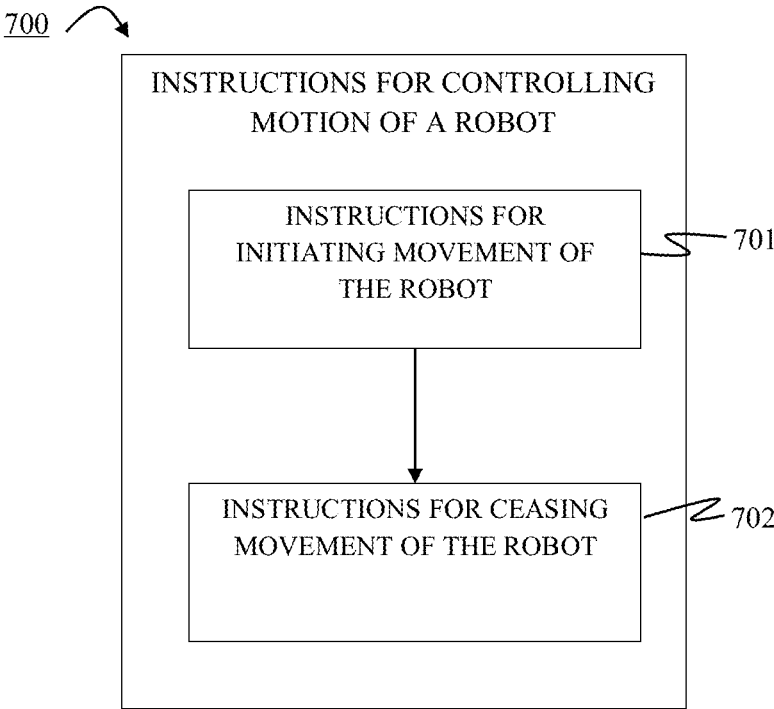 700
INSTRUCTIONS FOR CONTROLLING
MOTION OF A ROBOT
INSTRUCTIONS FOR
INITIATING MOVEMENT OF
THE ROBOT
701
INSTRUCTIONS FOR CEASING
MOVEMENT OF THE ROBOT
702